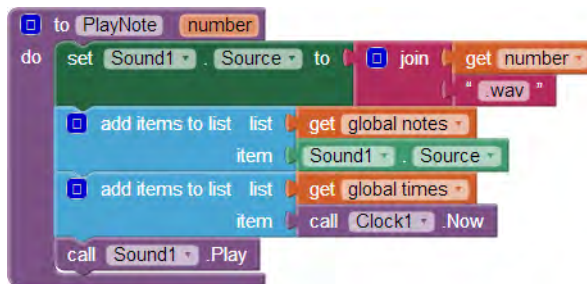 to PlayNote number
do set Sound1 . Source to join get number
" .wav "
add items to list list get global notes
item Sound1 . Source
add items to list list get global times
item call Clock1 .Now
call Sound1 .Play